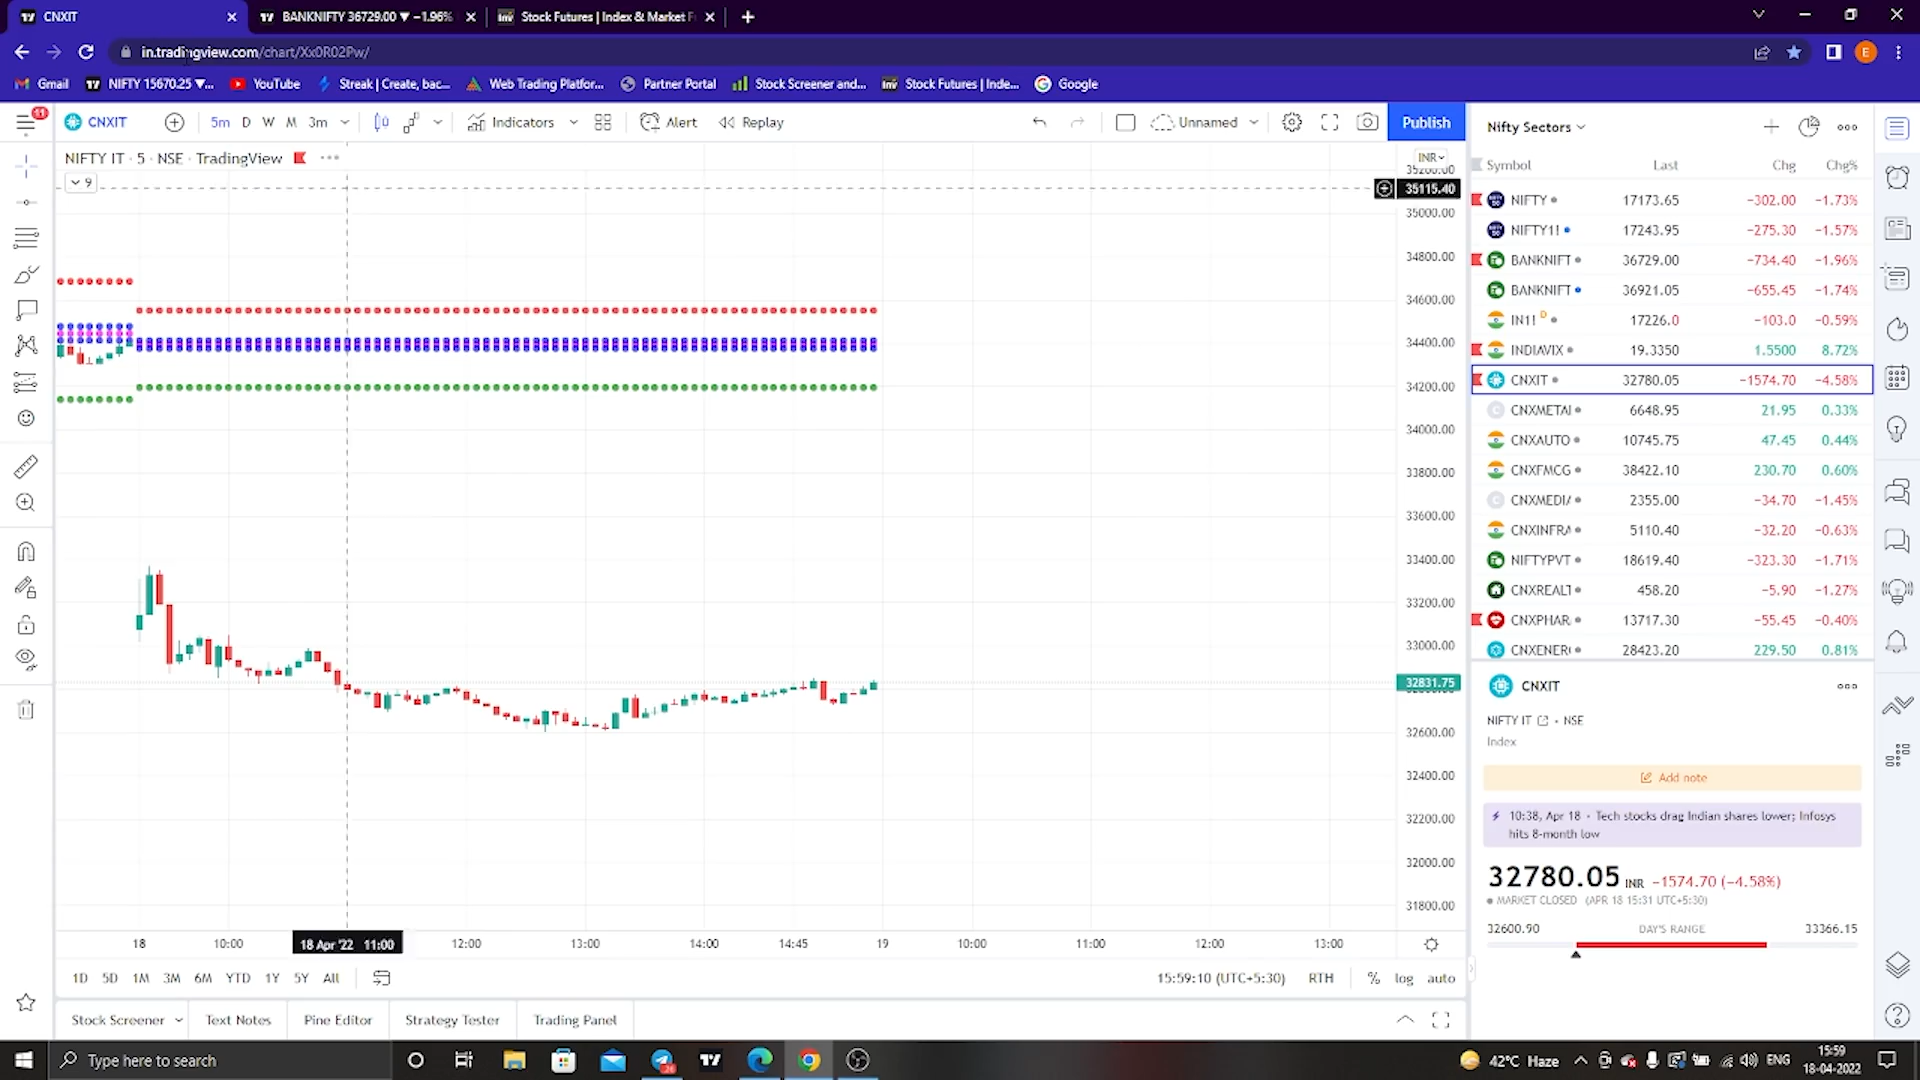 CNXIT
BANKNIFTY 36729.00 ▼ −1.96%
Stock Futures | Index & Market F
in.tradingview.com/chart/Xx0R02Pw/
E
Gmail
NIFTY 15670.25 ▼...
YouTube
Streak | Create, bac...
Web Trading Platfor...
Partner Portal
Stock Screener and...
Stock Futures | Inde...
Google
CNXIT
5m D W M 3m
Indicators
Alert
Replay
Unnamed
Publish
NIFTY IT · 5 · NSE · TradingView
9
INR
35200.00
35115.40
35000.00
34800.00
34600.00
34400.00
34200.00
34000.00
33800.00
33600.00
33400.00
33200.00
33000.00
32831.75
32600.00
32400.00
32200.00
32000.00
31800.00
18 10:00 18 Apr '22 11:00 12:00 13:00 14:00 14:45 19 10:00 11:00 12:00 13:00
1D 5D 1M 3M 6M YTD 1Y 5Y All
15:59:10 (UTC+5:30) RTH % log auto
Stock Screener Text Notes Pine Editor Strategy Tester Trading Panel
Nifty Sectors
Symbol Last Chg Chg%
NIFTY 17173.65 −302.00 −1.73%
NIFTY1! 17243.95 −275.30 −1.57%
BANKNIFT 36729.00 −734.40 −1.96%
BANKNIFT 36921.05 −655.45 −1.74%
IN1! D 17226.0 −103.0 −0.59%
INDIAVIX 19.3350 1.5500 8.72%
CNXIT 32780.05 −1574.70 −4.58%
CNXMETAI 6648.95 21.95 0.33%
CNXAUTO 10745.75 47.45 0.44%
CNXFMCG 38422.10 230.70 0.60%
CNXMEDI/ 2355.00 −34.70 −1.45%
CNXINFRA 5110.40 −32.20 −0.63%
NIFTYPVT 18619.40 −323.30 −1.71%
CNXREALT 458.20 −5.90 −1.27%
CNXPHAR 13717.30 −55.45 −0.40%
CNXENER 28423.20 229.50 0.81%
CNXIT
NIFTY IT · NSE
Index
Add note
10:38, Apr 18 · Tech stocks drag Indian shares lower; Infosys
hits 8-month low
32780.05 INR −1574.70 (−4.58%)
MARKET CLOSED (APR 18 15:31 UTC+5:30)
32600.90 DAY'S RANGE 33366.15
Type here to search
42°C Haze
ENG
15:59
18-04-2022